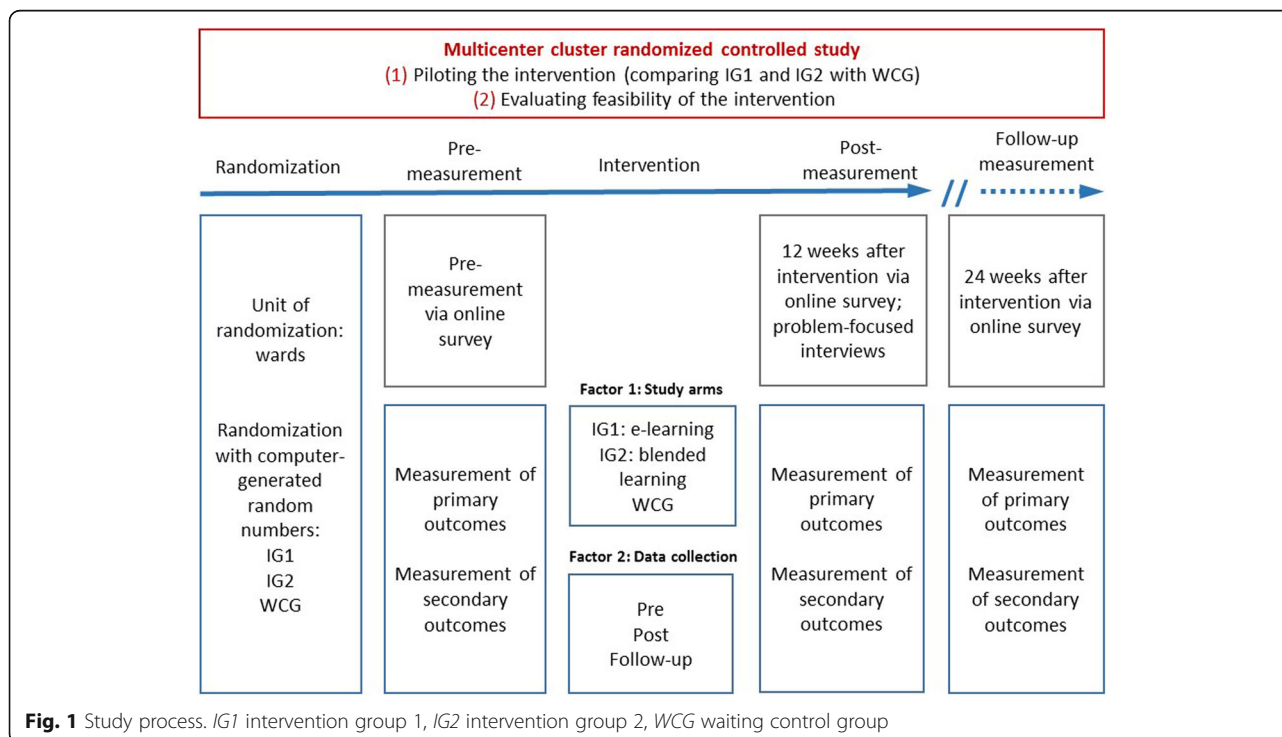 Multicenter cluster randomized controlled study
(1) Piloting the intervention (comparing IG1 and IG2 with WCG)
(2) Evaluating feasibility of the intervention
Randomization
Pre-
measurement
Intervention
Post-
measurement
Follow-up
measurement
//
Unit of
randomization:
wards
Randomization
with computer-
generated
random
numbers:
IG1
IG2
WCG
Pre-
measurement
via online
survey
Measurement of
primary
outcomes
Measurement of
secondary
outcomes
Factor 1: Study arms
IG1: e-learning
IG2: blended
learning
WCG
Factor 2: Data collection
Pre
Post
Follow-up
12 weeks after
intervention via
online survey;
problem-focused
interviews
Measurement of
primary
outcomes
Measurement of
secondary
outcomes
24 weeks after
intervention via
online survey
Measurement
of primary
outcomes
Measurement
of secondary
outcomes
Fig. 1 Study process. IG1 intervention group 1, IG2 intervention group 2, WCG waiting control group